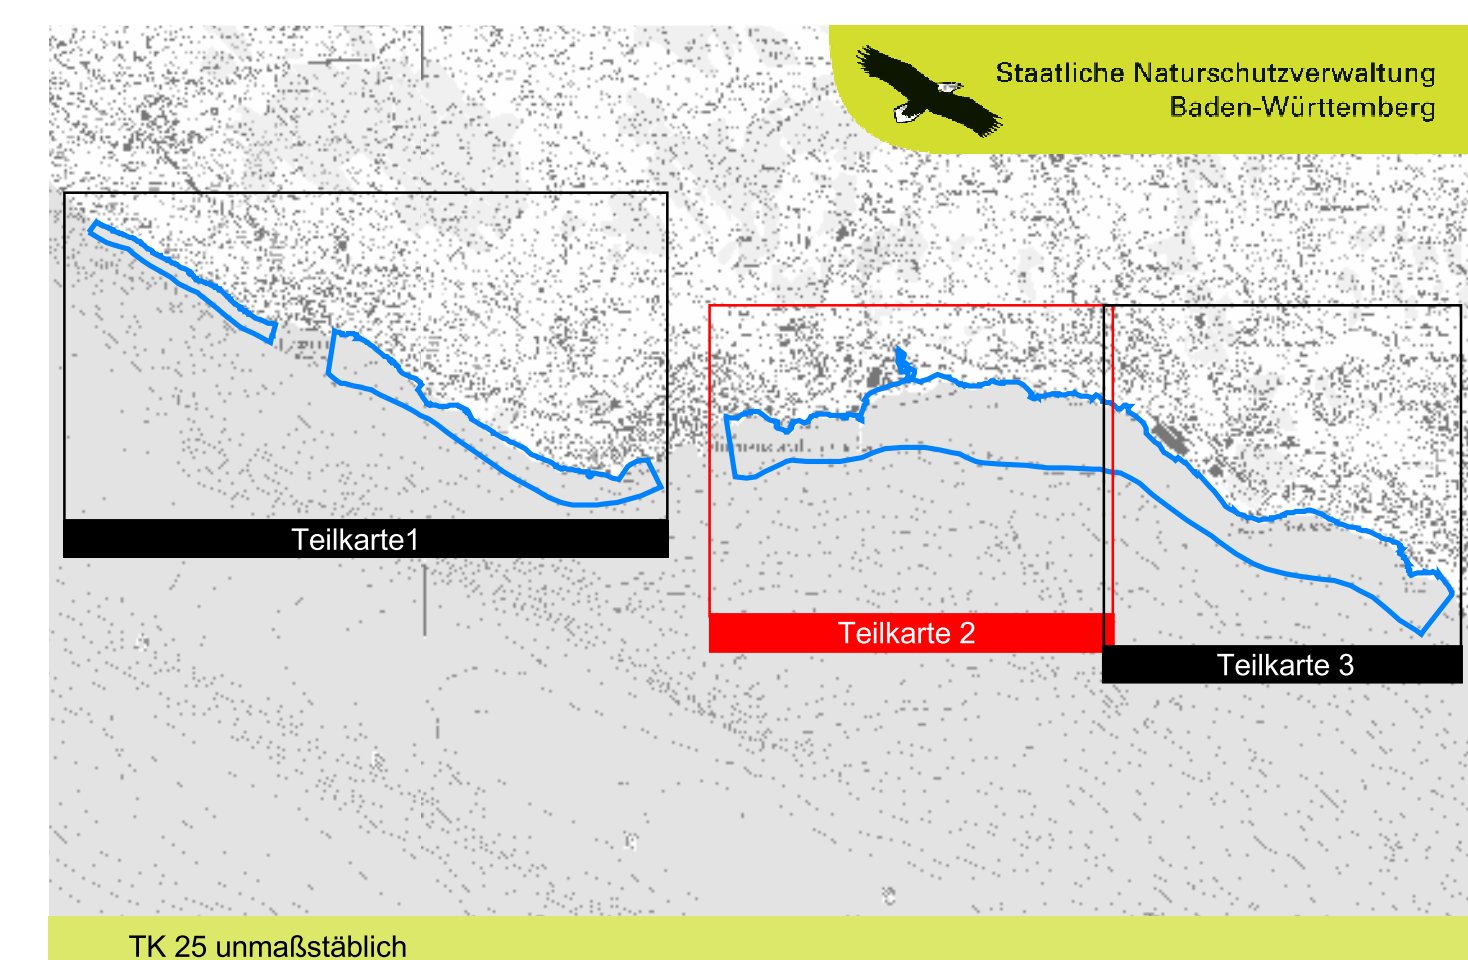 Staatliche Naturschutzverwaltung
Baden-Württemberg
Teilkarte1
Teilkarte 2
Teilkarte 3
TK 25 unmaßstäblich